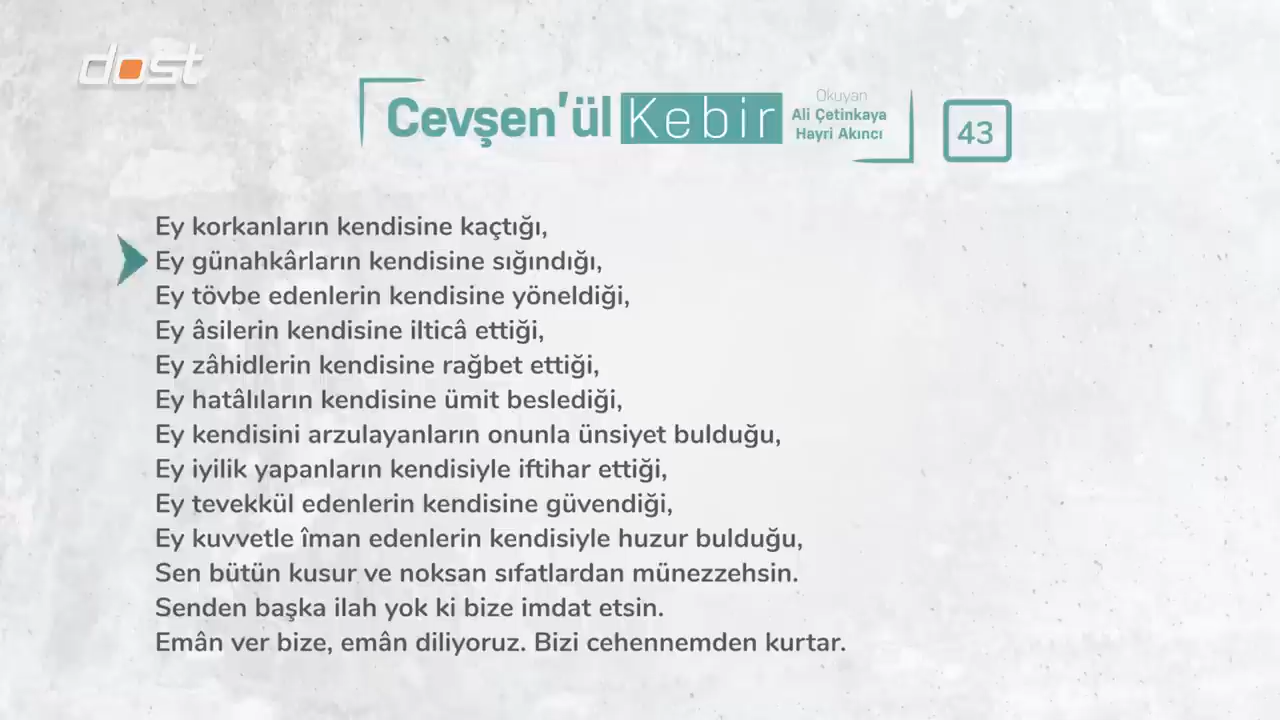 dost
Cevşen'ül Kebir
Okuyan
Ali Çetinkaya
Hayri Akıncı
43
Ey korkanların kendisine kaçtığı,
Ey günahkârların kendisine sığındığı,
Ey tövbe edenlerin kendisine yöneldiği,
Ey âsilerin kendisine ilticâ ettiği,
Ey zâhidlerin kendisine rağbet ettiği,
Ey hatâlıların kendisine ümit beslediği,
Ey kendisini arzulayanların onunla ünsiyet bulduğu,
Ey iyilik yapanların kendisiyle iftihar ettiği,
Ey tevekkül edenlerin kendisine güvendiği,
Ey kuvvetle îman edenlerin kendisiyle huzur bulduğu,
Sen bütün kusur ve noksan sıfatlardan münezzehsin.
Senden başka ilah yok ki bize imdat etsin.
Emân ver bize, emân diliyoruz. Bizi cehennemden kurtar.